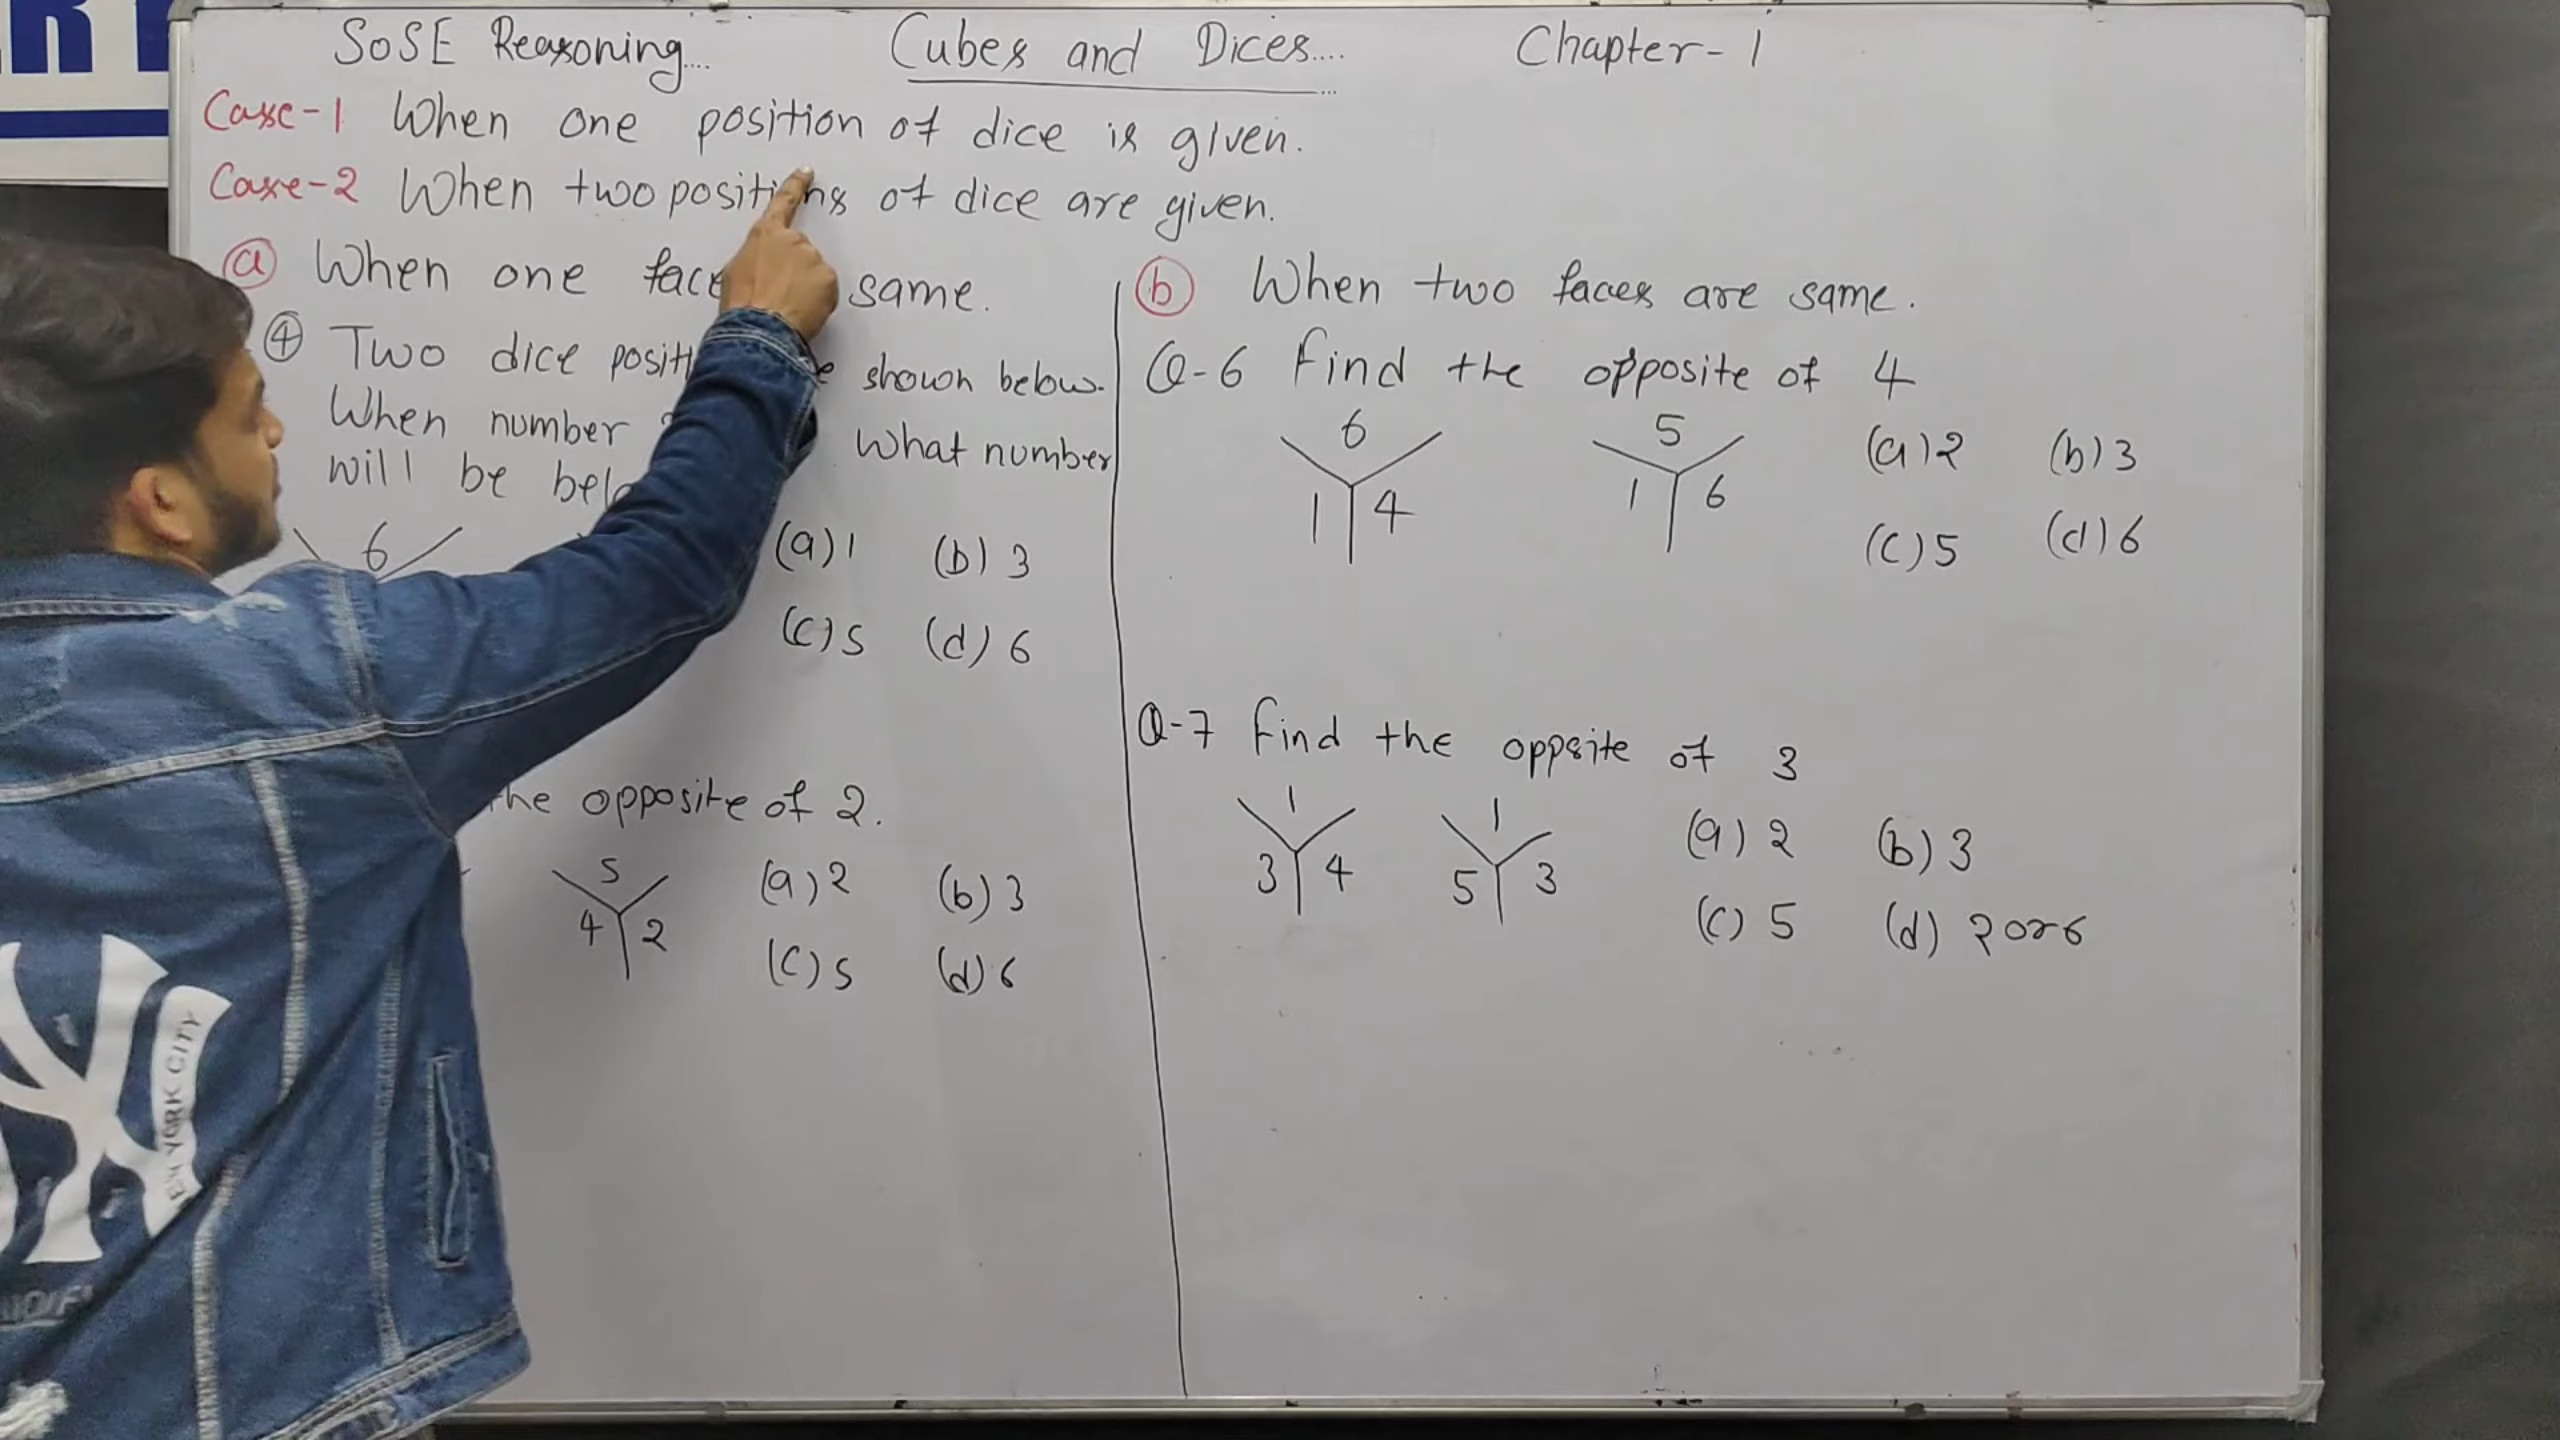 SoSE Reasoning... Cubes and Dices.... Chapter-1
Case-1 When one position of dice is given.
Case-2 When two positions of dice are given.
(a) When one face same.
(4) Two dice shown below.
When number What number
will be
6
(a) 1 (b) 3
(c) 5 (d) 6
the opposite of 2.
5
4 2
(a) 2 (b) 3
(c) 5 (d) 6
(b) When two faces are same.
Q-6 Find the opposite of 4
6 5
1 4 1 6
(a) 2 (b) 3
(c) 5 (d) 6
Q-7 Find the oppsite of 3
1 1
3 4 5 3
(a) 2 (b) 3
(c) 5 (d) 2 or 6
YORK CITY